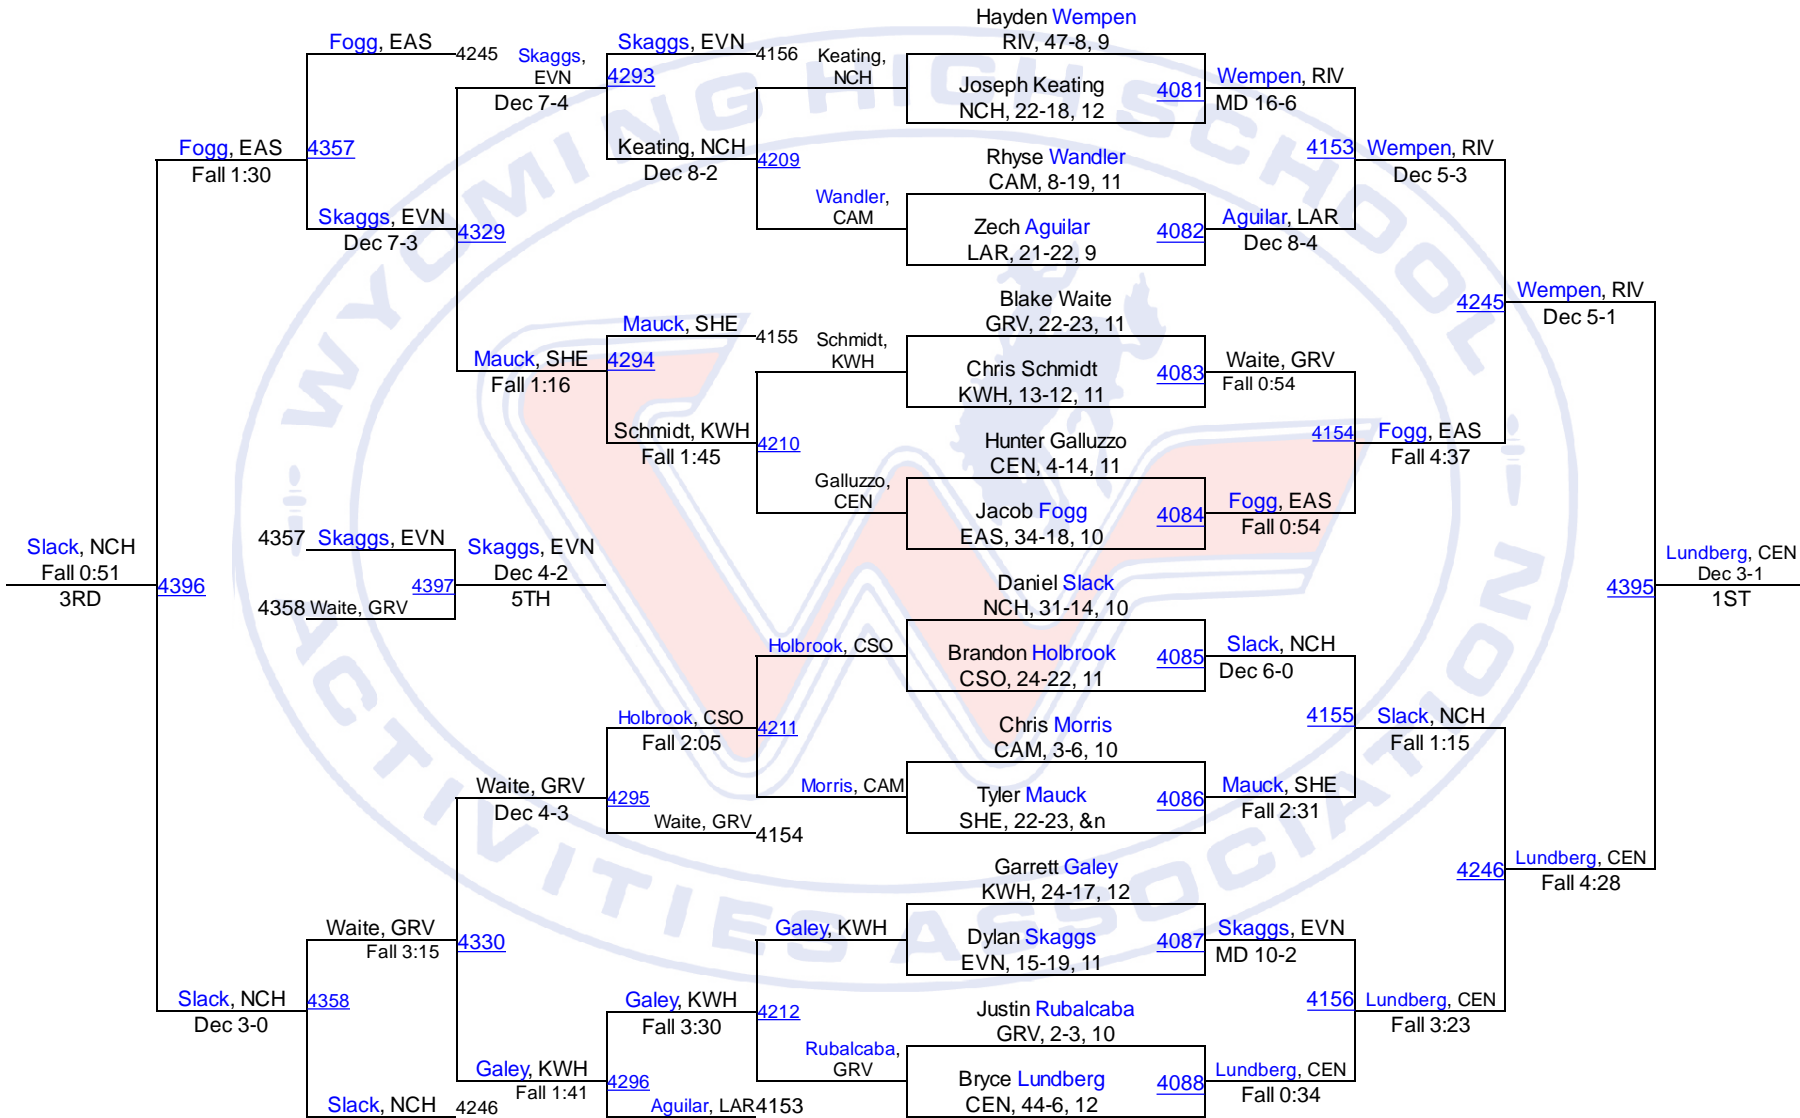 WYOMING HIGH SCHOOL
ACTIVITIES ASSOCIATION
Slack, NCH
Fall 0:51
3RD
4396
Fogg, EAS
Fall 1:30
4357
Slack, NCH
Dec 3-0
4358
Fogg, EAS
4245
Skaggs, EVN
Dec 7-3
4329
4357
Skaggs, EVN
4358
Waite, GRV
4397
Skaggs, EVN
Dec 4-2
5TH
Waite, GRV
Fall 3:15
4330
Slack, NCH
4246
Skaggs,
EVN
Dec 7-4
4293
Mauck, SHE
Fall 1:16
4294
Waite, GRV
Dec 4-3
4295
Galey, KWH
Fall 1:41
4296
Skaggs, EVN
4156
Keating, NCH
Dec 8-2
4209
Mauck, SHE
4155
Schmidt, KWH
Fall 1:45
4210
Holbrook, CSO
Fall 2:05
4211
Waite, GRV
4154
Galey, KWH
Fall 3:30
4212
Aguilar, LAR
4153
Keating,
NCH
Wandler,
CAM
Schmidt,
KWH
Galluzzo,
CEN
Holbrook, CSO
Morris, CAM
Galey, KWH
Rubalcaba,
GRV
Hayden Wempen
RIV, 47-8, 9
Joseph Keating
NCH, 22-18, 12
4081
Rhyse Wandler
CAM, 8-19, 11
Zech Aguilar
LAR, 21-22, 9
4082
Blake Waite
GRV, 22-23, 11
Chris Schmidt
KWH, 13-12, 11
4083
Hunter Galluzzo
CEN, 4-14, 11
Jacob Fogg
EAS, 34-18, 10
4084
Daniel Slack
NCH, 31-14, 10
Brandon Holbrook
CSO, 24-22, 11
4085
Chris Morris
CAM, 3-6, 10
Tyler Mauck
SHE, 22-23, &n
4086
Garrett Galey
KWH, 24-17, 12
Dylan Skaggs
EVN, 15-19, 11
4087
Justin Rubalcaba
GRV, 2-3, 10
Bryce Lundberg
CEN, 44-6, 12
4088
Wempen, RIV
MD 16-6
4153
Aguilar, LAR
Dec 8-4
Waite, GRV
Fall 0:54
4154
Fogg, EAS
Fall 0:54
Slack, NCH
Dec 6-0
4155
Mauck, SHE
Fall 2:31
Skaggs, EVN
MD 10-2
4156
Lundberg, CEN
Fall 0:34
Wempen, RIV
Dec 5-3
4245
Fogg, EAS
Fall 4:37
Slack, NCH
Fall 1:15
4246
Lundberg, CEN
Fall 3:23
Wempen, RIV
Dec 5-1
4395
Lundberg, CEN
Fall 4:28
Lundberg, CEN
Dec 3-1
1ST